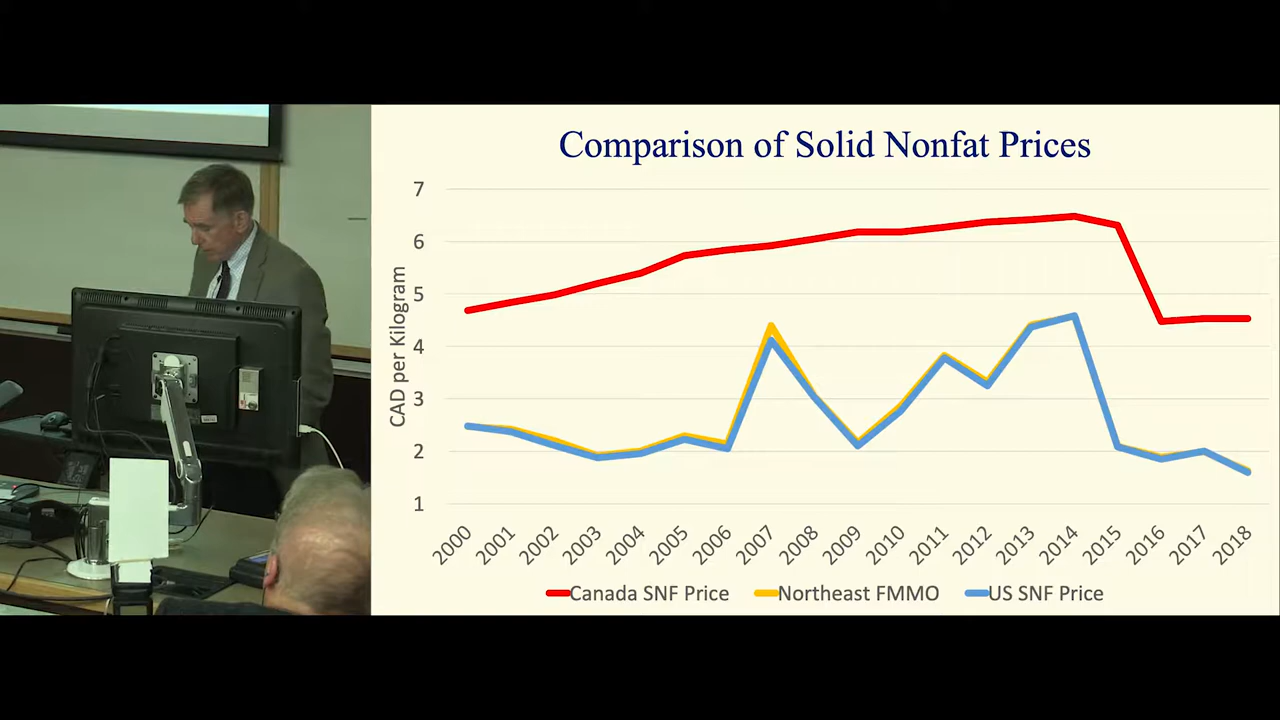 Comparison of Solid Nonfat Prices
7
6
5
4
3
2
1
CAD per Kilogram
2000 2001 2002 2003 2004 2005 2006 2007 2008 2009 2010 2011 2012 2013 2014 2015 2016 2017 2018
Canada SNF Price Northeast FMMO US SNF Price